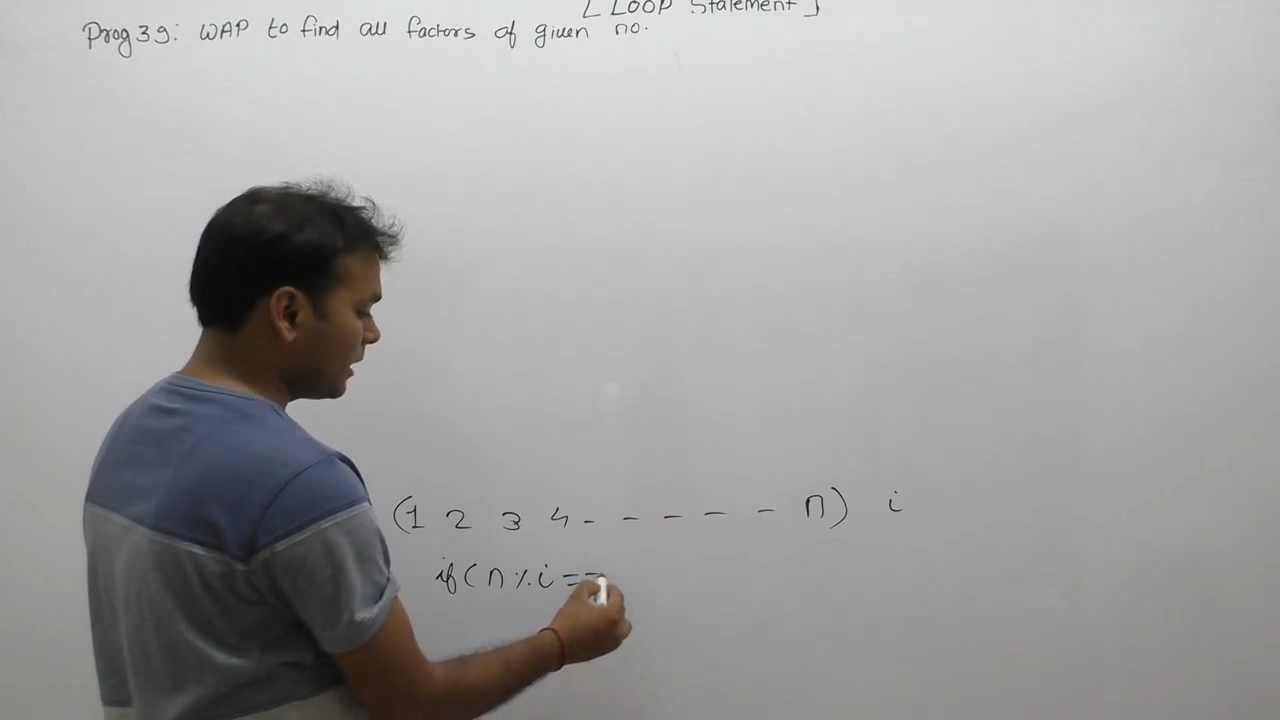 [ Loop Statement ]
Prog 39: WAP to find all factors of given no.
(1 2 3 4 - - - - - n) i
if ( n % i ==